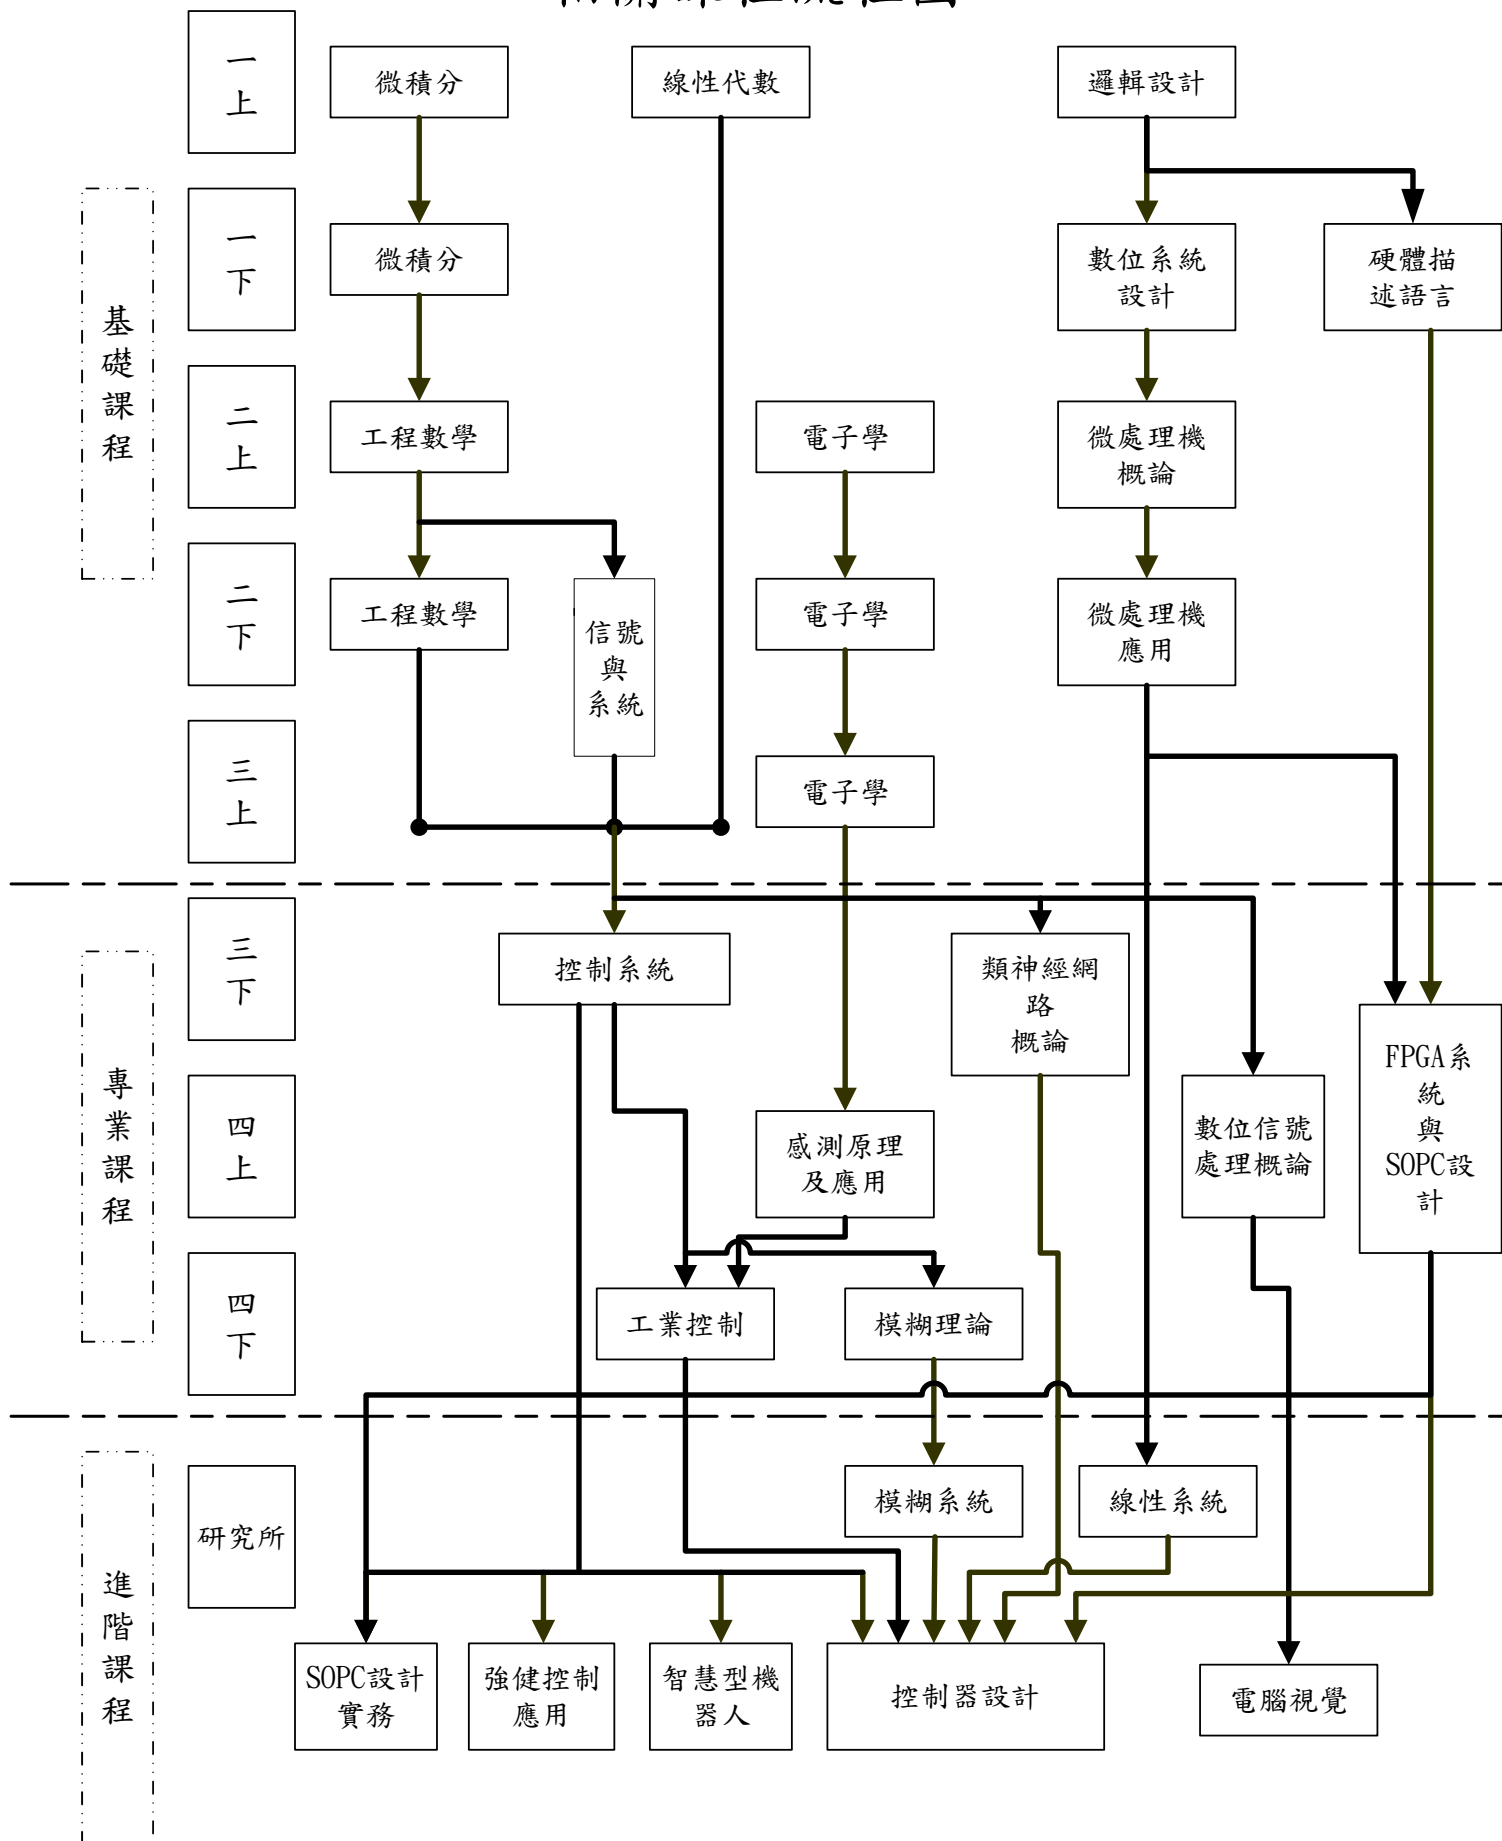 一
上
微積分
線性代數
邏輯設計
基
礎
課
程
一
下
微積分
數位系統
設計
硬體描
述語言
二
上
工程數學
電子學
微處理機
概論
二
下
工程數學
信號
與
系統
電子學
微處理機
應用
三
上
電子學
專
業
課
程
三
下
控制系統
類神經網
路
概論
FPGA系
統
與
SOPC設
計
四
上
感測原理
及應用
數位信號
處理概論
四
下
工業控制
模糊理論
進
階
課
程
研究所
模糊系統
線性系統
SOPC設計
實務
強健控制
應用
智慧型機
器人
控制器設計
電腦視覺